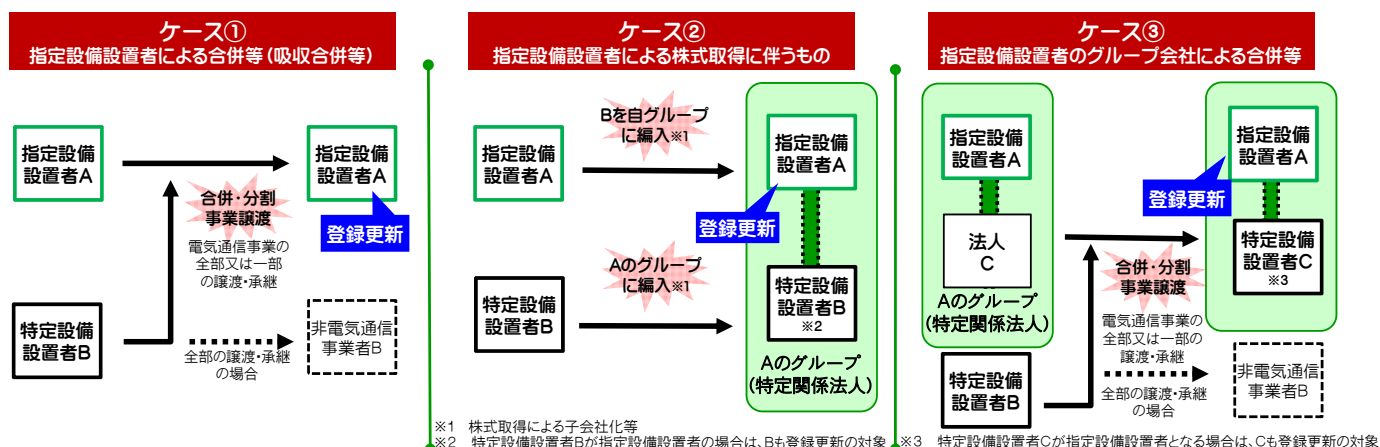 ケース①
指定設備設置者による合併等(吸収合併等)
指定設備
設置者A
指定設備
設置者A
合併・分割
事業譲渡
登録更新
電気通信事業の
全部又は一部
の譲渡・承継
特定設備
設置者B
全部の譲渡・承継
の場合
非電気通信
事業者B
ケース②
指定設備設置者による株式取得に伴うもの
指定設備
設置者A
Bを自グループ
に編入※1
指定設備
設置者A
登録更新
特定設備
設置者B
Aのグループ
に編入※1
特定設備
設置者B
※2
Aのグループ
(特定関係法人)
※1 株式取得による子会社化等
※2 特定設備設置者Bが指定設備設置者の場合は、Bも登録更新の対象
ケース③
指定設備設置者のグループ会社による合併等
指定設備
設置者A
法人
C
Aのグループ
(特定関係法人)
指定設備
設置者A
登録更新
特定設備
設置者C
※3
合併・分割
事業譲渡
電気通信事業の
全部又は一部の
譲渡・承継
特定設備
設置者B
全部の譲渡・承継
の場合
非電気通信
事業者B
※3 特定設備設置者Cが指定設備設置者となる場合は、Cも登録更新の対象